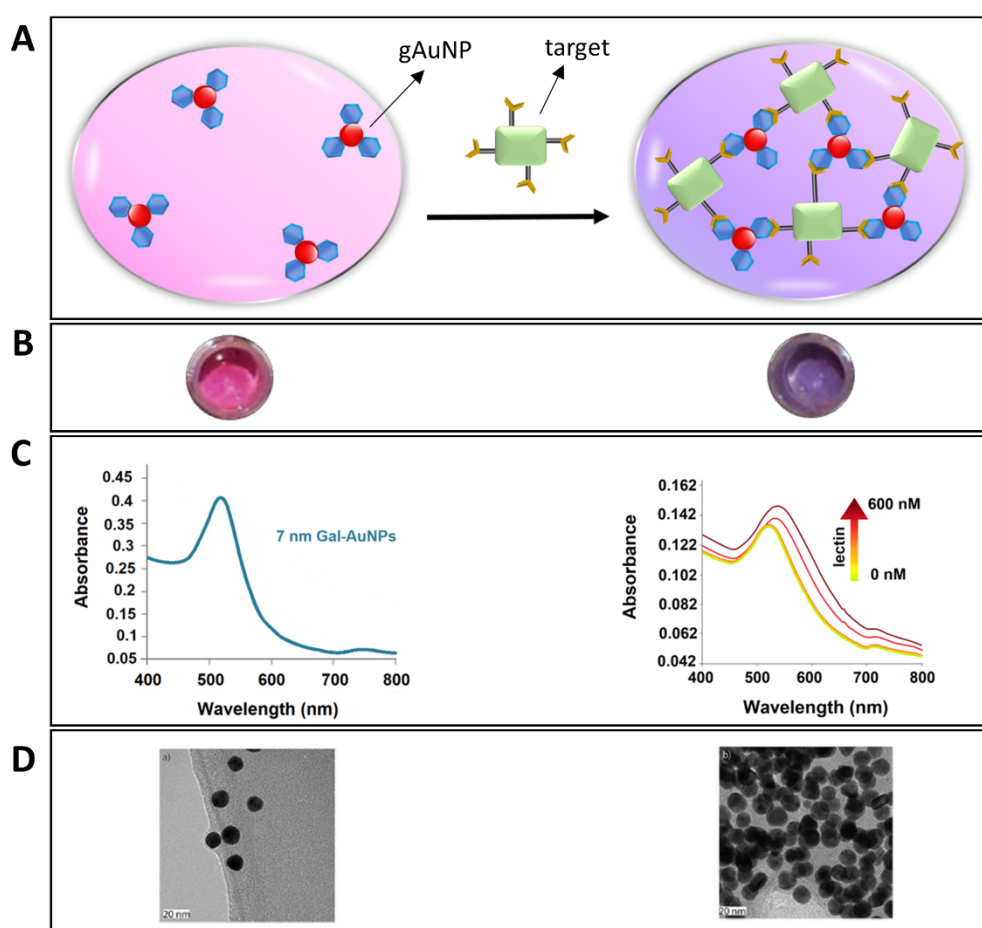 A
gAuNP
target
B
C
0.45
0.4
0.35
0.3
0.25
0.2
0.15
0.1
0.05
400
500
600
700
800
Absorbance
Wavelength (nm)
7 nm Gal-AuNPs
0.162
0.142
0.122
0.102
0.082
0.062
0.042
400
500
600
700
800
Absorbance
Wavelength (nm)
lectin
600 nM
0 nM
D
a)
20 nm
b)
20 nm